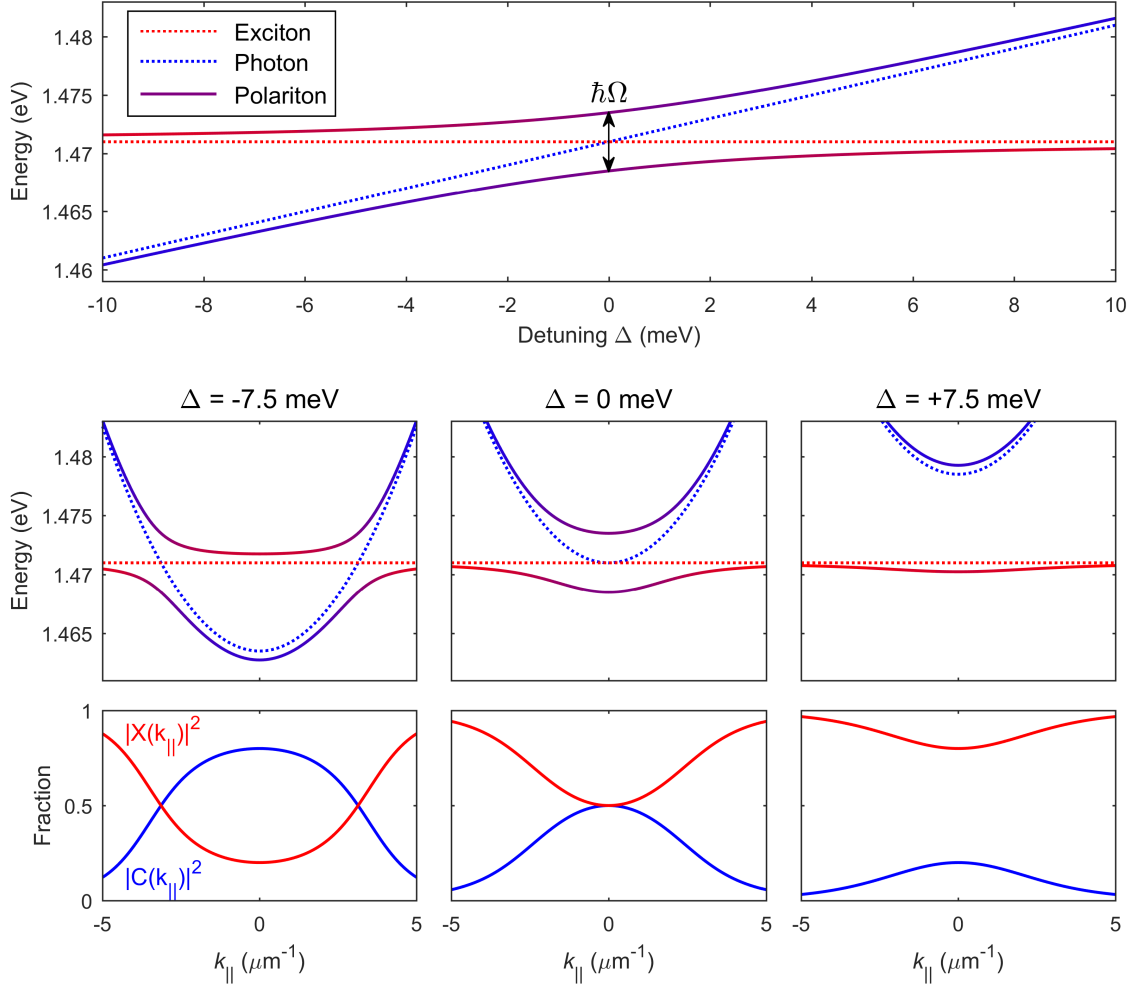 Exciton
Photon
Polariton
ħΩ
Energy (eV)
1.48
1.475
1.47
1.465
1.46
-10 -8 -6 -4 -2 0 2 4 6 8 10
Detuning Δ (meV)
Δ = -7.5 meV
Δ = 0 meV
Δ = +7.5 meV
Energy (eV)
1.48
1.475
1.47
1.465
Fraction
1
0.5
0
|X(k||)|²
|C(k||)|²
-5 0 5
-5 0 5
-5 0 5
k|| (μm⁻¹)
k|| (μm⁻¹)
k|| (μm⁻¹)